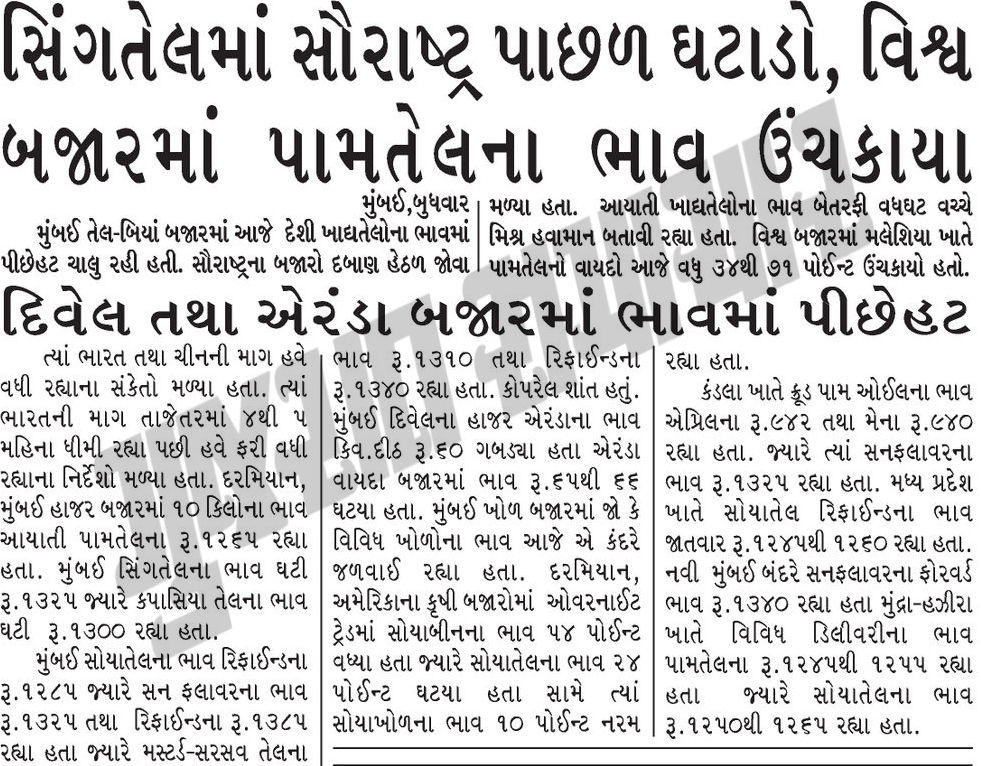 સિંગતેલમાં સૌરાષ્ટ્ર પાછળ ઘટાડો, વિશ્વ
બજારમાં પામતેલના ભાવ ઉંચકાયા
મુંબઈ,બુધવાર
મુંબઈ તેલ-બિયાં બજારમાં આજે દેશી ખાદ્યતેલોના ભાવમાં
પીછેહટ ચાલુ રહી હતી. સૌરાષ્ટ્રના બજારો દબાણ હેઠળ જોવા
મળ્યા હતા. આયાતી ખાદ્યતેલોના ભાવ બેતરફી વધઘટ વચ્ચે
મિશ્ર હવામાન બતાવી રહ્યા હતા. વિશ્વ બજારમાં મલેશિયા ખાતે
પામતેલનો વાયદો આજે વધુ ૩૪થી ૭૧ પોઈન્ટ ઉંચકાયો હતો.
દિવેલ તથા એરંડા બજારમાં ભાવમાં પીછેહટ
ત્યાં ભારત તથા ચીનની માગ હવે
વધી રહ્યાના સંકેતો મળ્યા હતા. ત્યાં
ભારતની માગ તાજેતરમાં ૪થી ૫
મહિના ધીમી રહ્યા પછી હવે ફરી વધી
રહ્યાના નિર્દેશો મળ્યા હતા. દરમિયાન,
મુંબઈ હાજર બજારમાં ૧૦ કિલોના ભાવ
આયાતી પામતેલના રૂ.૧૨૬૫ રહ્યા
હતા. મુંબઈ સિંગતેલના ભાવ ઘટી
રૂ.૧૩૨૫ જ્યારે કપાસિયા તેલના ભાવ
ઘટી રૂ.૧૩૦૦ રહ્યા હતા.
મુંબઈ સોયાતેલના ભાવ રિફાઈન્ડના
રૂ.૧૨૮૫ જ્યારે સન ફલાવરના ભાવ
રૂ.૧૩૨૫ તથા રિફાઈન્ડના રૂ.૧૩૮૫
રહ્યા હતા જ્યારે મસ્ટર્ડ-સરસવ તેલના
ભાવ રૂ.૧૩૧૦ તથા રિફાઈન્ડના
રૂ.૧૩૪૦ રહ્યા હતા. કોપરેલ શાંત હતું.
મુંબઈ દિવેલના હાજર એરંડાના ભાવ
કિવ.દીઠ રૂ.૬૦ ગબડ્યા હતા એરંડા
વાયદા બજારમાં ભાવ રૂ.૬૫થી ૬૬
ઘટયા હતા. મુંબઈ ખોળ બજારમાં જો કે
વિવિધ ખોળોના ભાવ આજે એ કંદરે
જળવાઈ રહ્યા હતા. દરમિયાન,
અમેરિકાના કૃષી બજારોમાં ઓવરનાઈટ
ટ્રેડમાં સોયાબીનના ભાવ ૫૪ પોઈન્ટ
વધ્યા હતા જ્યારે સોયાતેલના ભાવ ૨૪
પોઈન્ટ ઘટયા હતા સામે ત્યાં
સોયાખોળના ભાવ ૧૦ પોઈન્ટ નરમ
રહ્યા હતા.
કંડલા ખાતે ક્રૂડ પામ ઓઈલના ભાવ
એપ્રિલના રૂ.૯૪૨ તથા મેના રૂ.૯૪૦
રહ્યા હતા. જ્યારે ત્યાં સનફલાવરના
ભાવ રૂ.૧૩૨૫ રહ્યા હતા. મધ્ય પ્રદેશ
ખાતે સોયાતેલ રિફાઈન્ડના ભાવ
જાતવાર રૂ.૧૨૪૫થી ૧૨૬૦ રહ્યા હતા.
નવી મુંબઈ બંદરે સનફલાવરના ફોરવર્ડ
ભાવ રૂ.૧૩૪૦ રહ્યા હતા મુંદ્રા-હઝીરા
ખાતે વિવિધ ડિલીવરીના ભાવ
પામતેલના રૂ.૧૨૪૫થી ૧૨૫૫ રહ્યા
હતા જ્યારે સોયાતેલના ભાવ
રૂ.૧૨૫૦થી ૧૨૬૫ રહ્યા હતા.
ગુજરાત સમાચાર